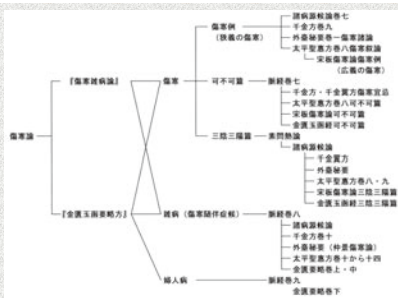 諸病源候論巻七
傷寒例
千金方巻九
(狭義の傷寒)
外臺秘要巻一傷寒諸論
太平聖惠方巻八傷寒叙論
宋板傷寒論傷寒例
(広義の傷寒)
『傷寒雑病論』
傷寒
可不可篇
脈経巻七
千金方・千金翼方傷寒宜忌
太平聖惠方巻八可不可篇
宋板傷寒論可不可篇
金匱玉函経可不可篇
傷寒論
三陰三陽篇
素問熱論
諸病源候論
千金翼方
外臺秘要
太平聖惠方巻八・九
宋板傷寒論三陰三陽篇
金匱玉函経三陰三陽篇
『金匱玉函要略方』
雑病(傷寒随伴症候)
脈経巻八
諸病源候論
千金方巻十
外臺秘要(仲景傷寒論)
太平聖惠方巻十から十四
金匱要略巻上・中
婦人病
脈経巻九
金匱要略巻下